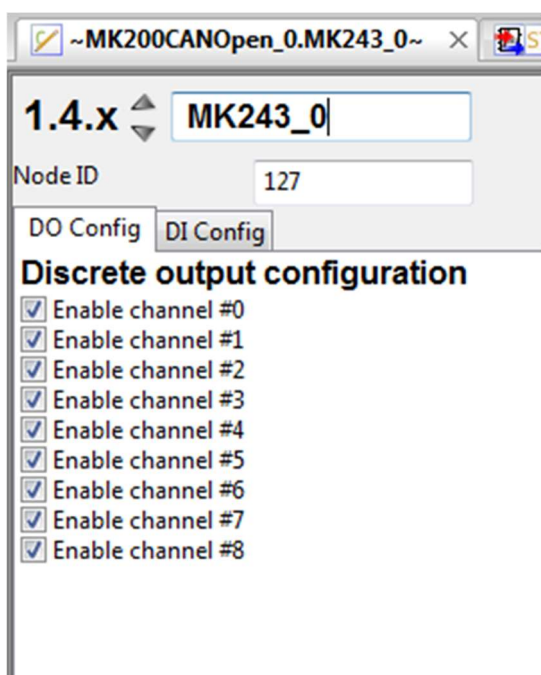 ~MK200CANOpen_0.MK243_0~
1.4.x MK243_0
Node ID 127
DO Config DI Config
Discrete output configuration
Enable channel #0
Enable channel #1
Enable channel #2
Enable channel #3
Enable channel #4
Enable channel #5
Enable channel #6
Enable channel #7
Enable channel #8